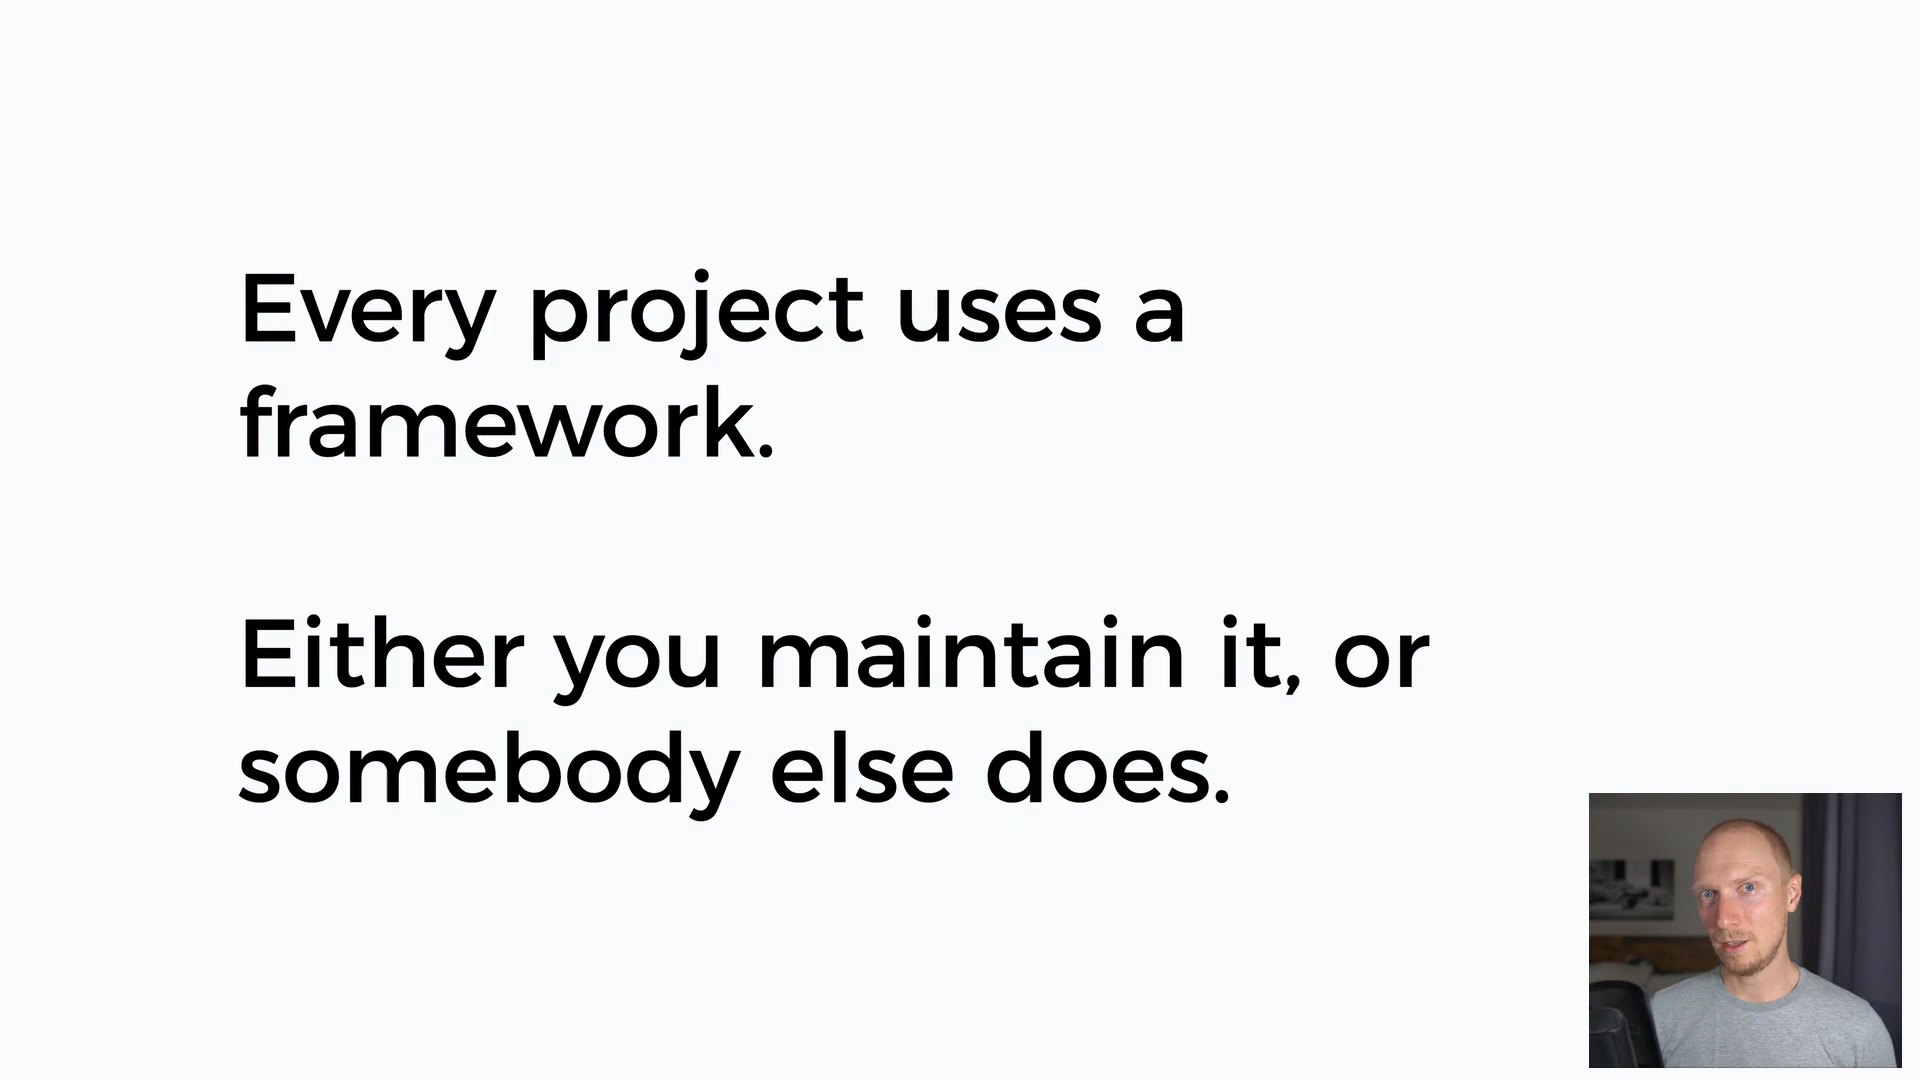 Every project uses a
framework.
Either you maintain it, or
somebody else does.